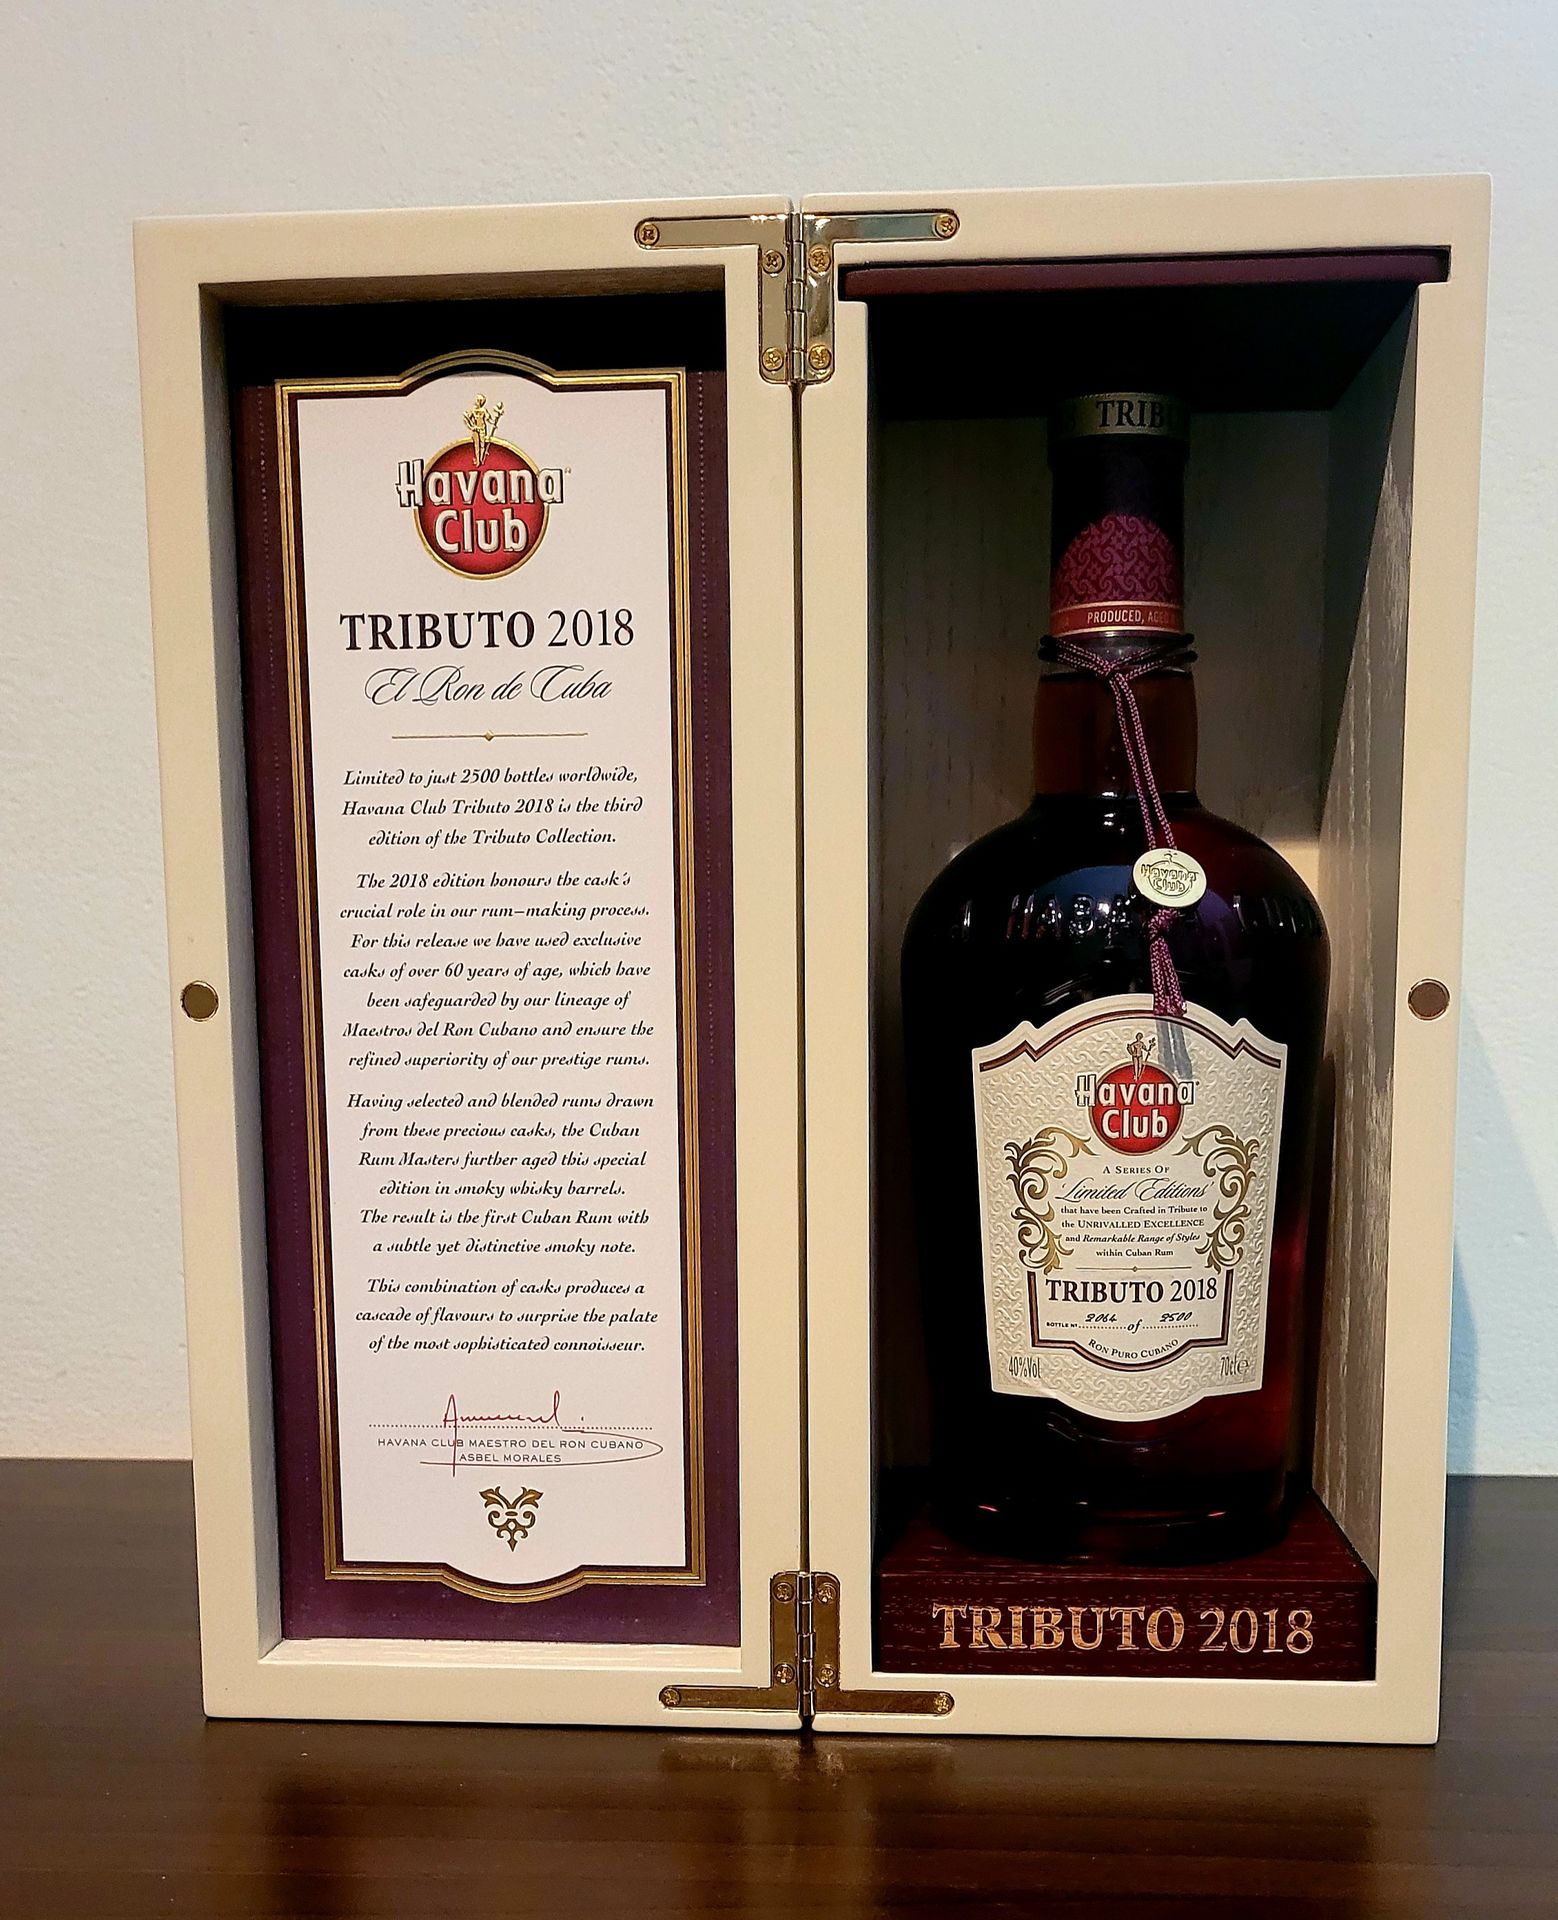 Havana
Club
TRIBUTO 2018
El Ron de Cuba
Limited to just 2500 bottles worldwide,
Havana Club Tributo 2018 is the third
edition of the Tributo Collection.
The 2018 edition honours the cask's
crucial role in our rum-making process.
For this release we have used exclusive
casks of over 60 years of age, which have
been safeguarded by our lineage of
Maestros del Ron Cubano and ensure the
refined superiority of our prestige rums.
Having selected and blended rums drawn
from these precious casks, the Cuban
Rum Masters further aged this special
edition in smoky whisky barrels.
The result is the first Cuban Rum with
a subtle yet distinctive smoky note.
This combination of casks produces a
cascade of flavours to surprise the palate
of the most sophisticated connoisseur.
HAVANA CLUB MAESTRO DEL RON CUBANO
ASBEL MORALES
TRIB
PRODUCED, AGED
Havana
Club
Havana
Club
A SERIES OF
'Limited Editions'
that have been Crafted in Tribute to
the UNRIVALLED EXCELLENCE
and Remarkable Range of Styles
within Cuban Rum
TRIBUTO 2018
BOTTLE Nº 2064 of 2500
RON PURO CUBANO
40%Vol
70cl e
TRIBUTO 2018